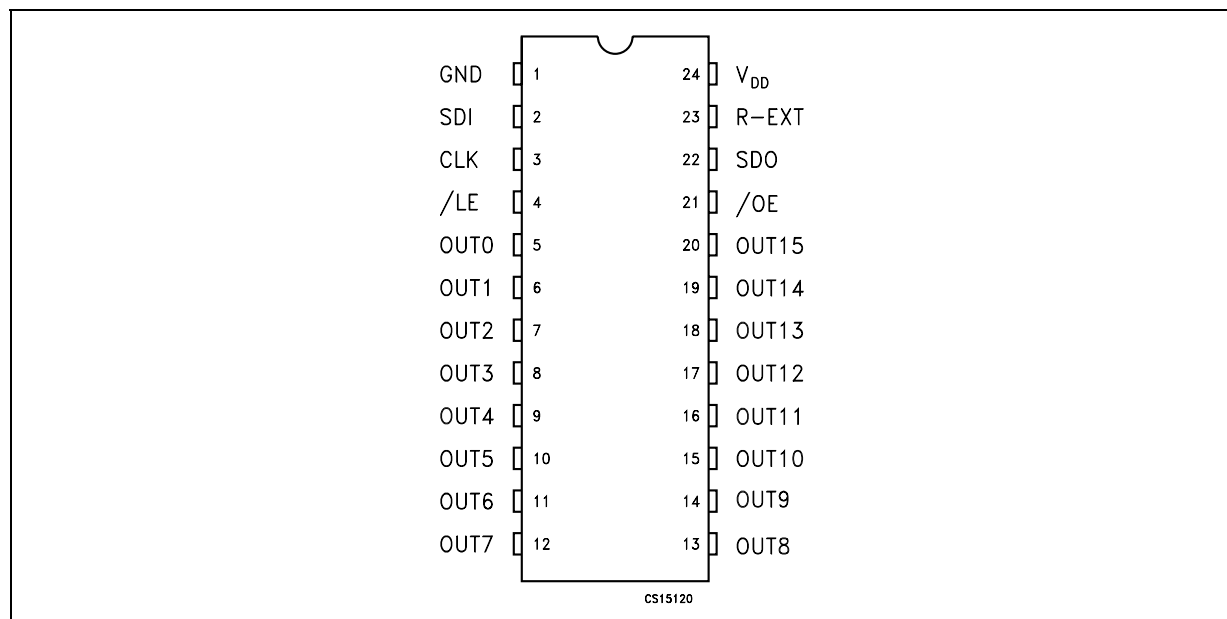 GND 1 24 VDD
SDI 2 23 R-EXT
CLK 3 22 SDO
/LE 4 21 /OE
OUT0 5 20 OUT15
OUT1 6 19 OUT14
OUT2 7 18 OUT13
OUT3 8 17 OUT12
OUT4 9 16 OUT11
OUT5 10 15 OUT10
OUT6 11 14 OUT9
OUT7 12 13 OUT8
CS15120